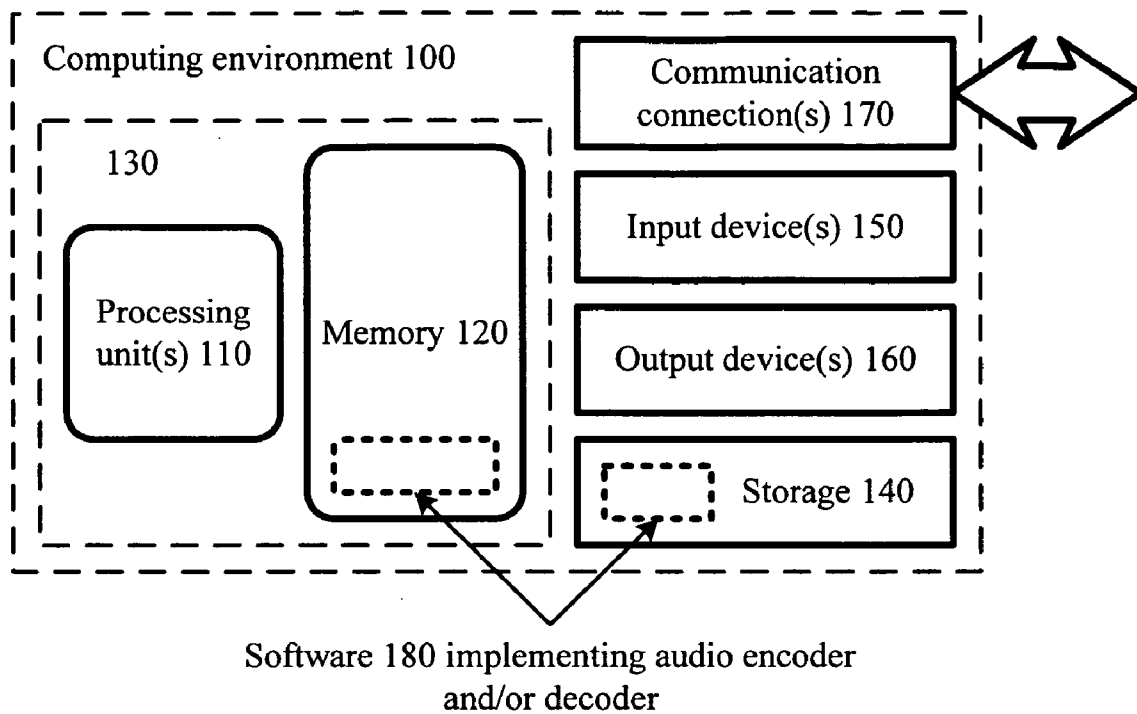 Computing environment 100
Communication
connection(s) 170
130
Input device(s) 150
Processing
unit(s) 110
Memory 120
Output device(s) 160
Storage 140
Software 180 implementing audio encoder
and/or decoder